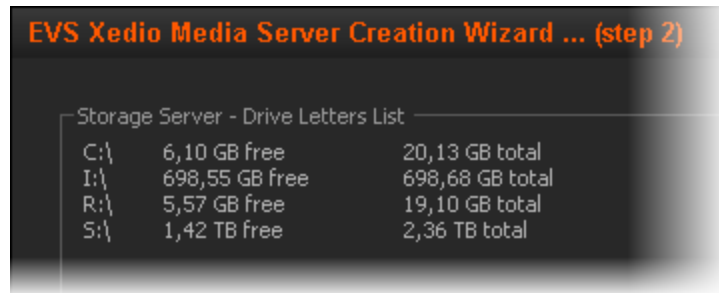 EVS Xedio Media Server Creation Wizard ... (step 2)
Storage Server - Drive Letters List
C:\ 6,10 GB free 20,13 GB total
I:\ 698,55 GB free 698,68 GB total
R:\ 5,57 GB free 19,10 GB total
S:\ 1,42 TB free 2,36 TB total